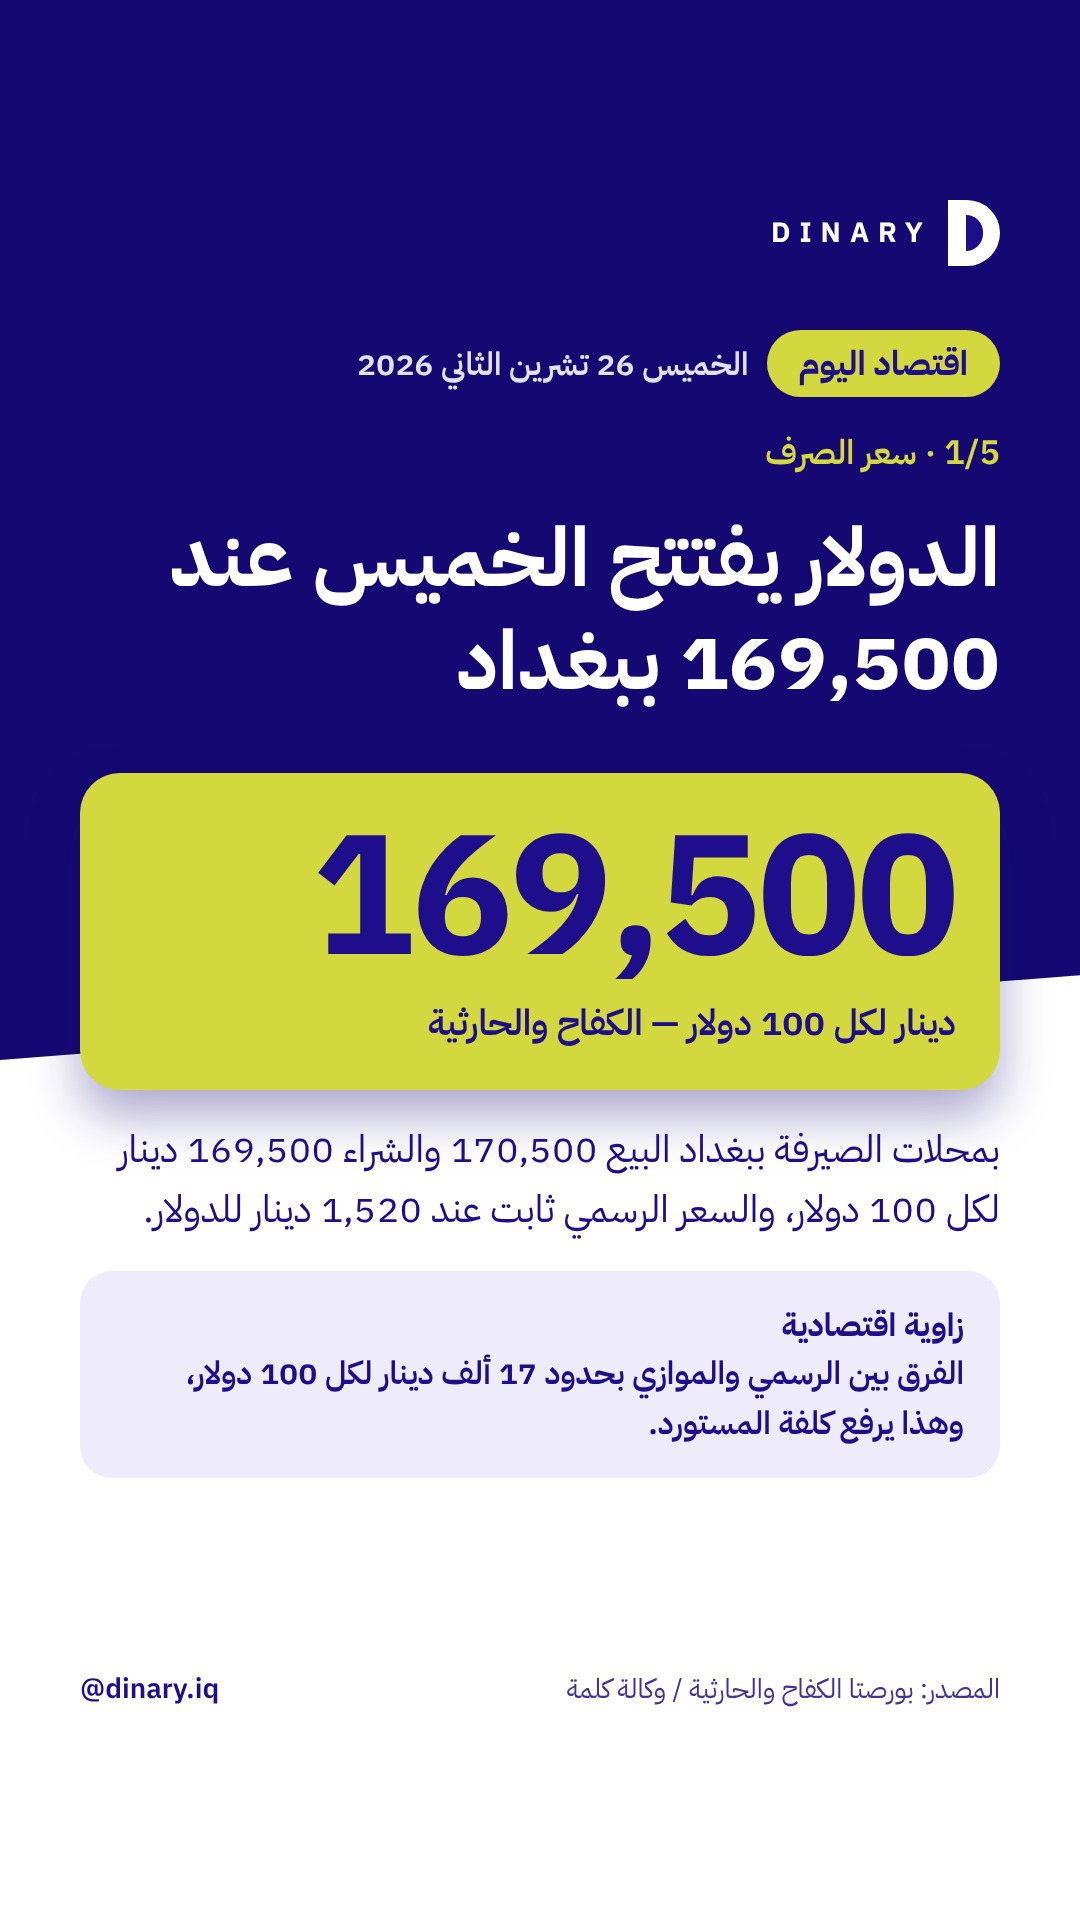 DINARY
اقتصاد اليوم الخميس 26 تشرين الثاني 2026
1/5 · سعر الصرف
الدولار يفتتح الخميس عند
169,500 ببغداد
169,500
دينار لكل 100 دولار — الكفاح والحارثية
بمحلات الصيرفة ببغداد البيع 170,500 والشراء 169,500 دينار
لكل 100 دولار، والسعر الرسمي ثابت عند 1,520 دينار للدولار.
زاوية اقتصادية
الفرق بين الرسمي والموازي بحدود 17 ألف دينار لكل 100 دولار،
وهذا يرفع كلفة المستورد.
المصدر: بورصتا الكفاح والحارثية / وكالة كلمة
@dinary.iq